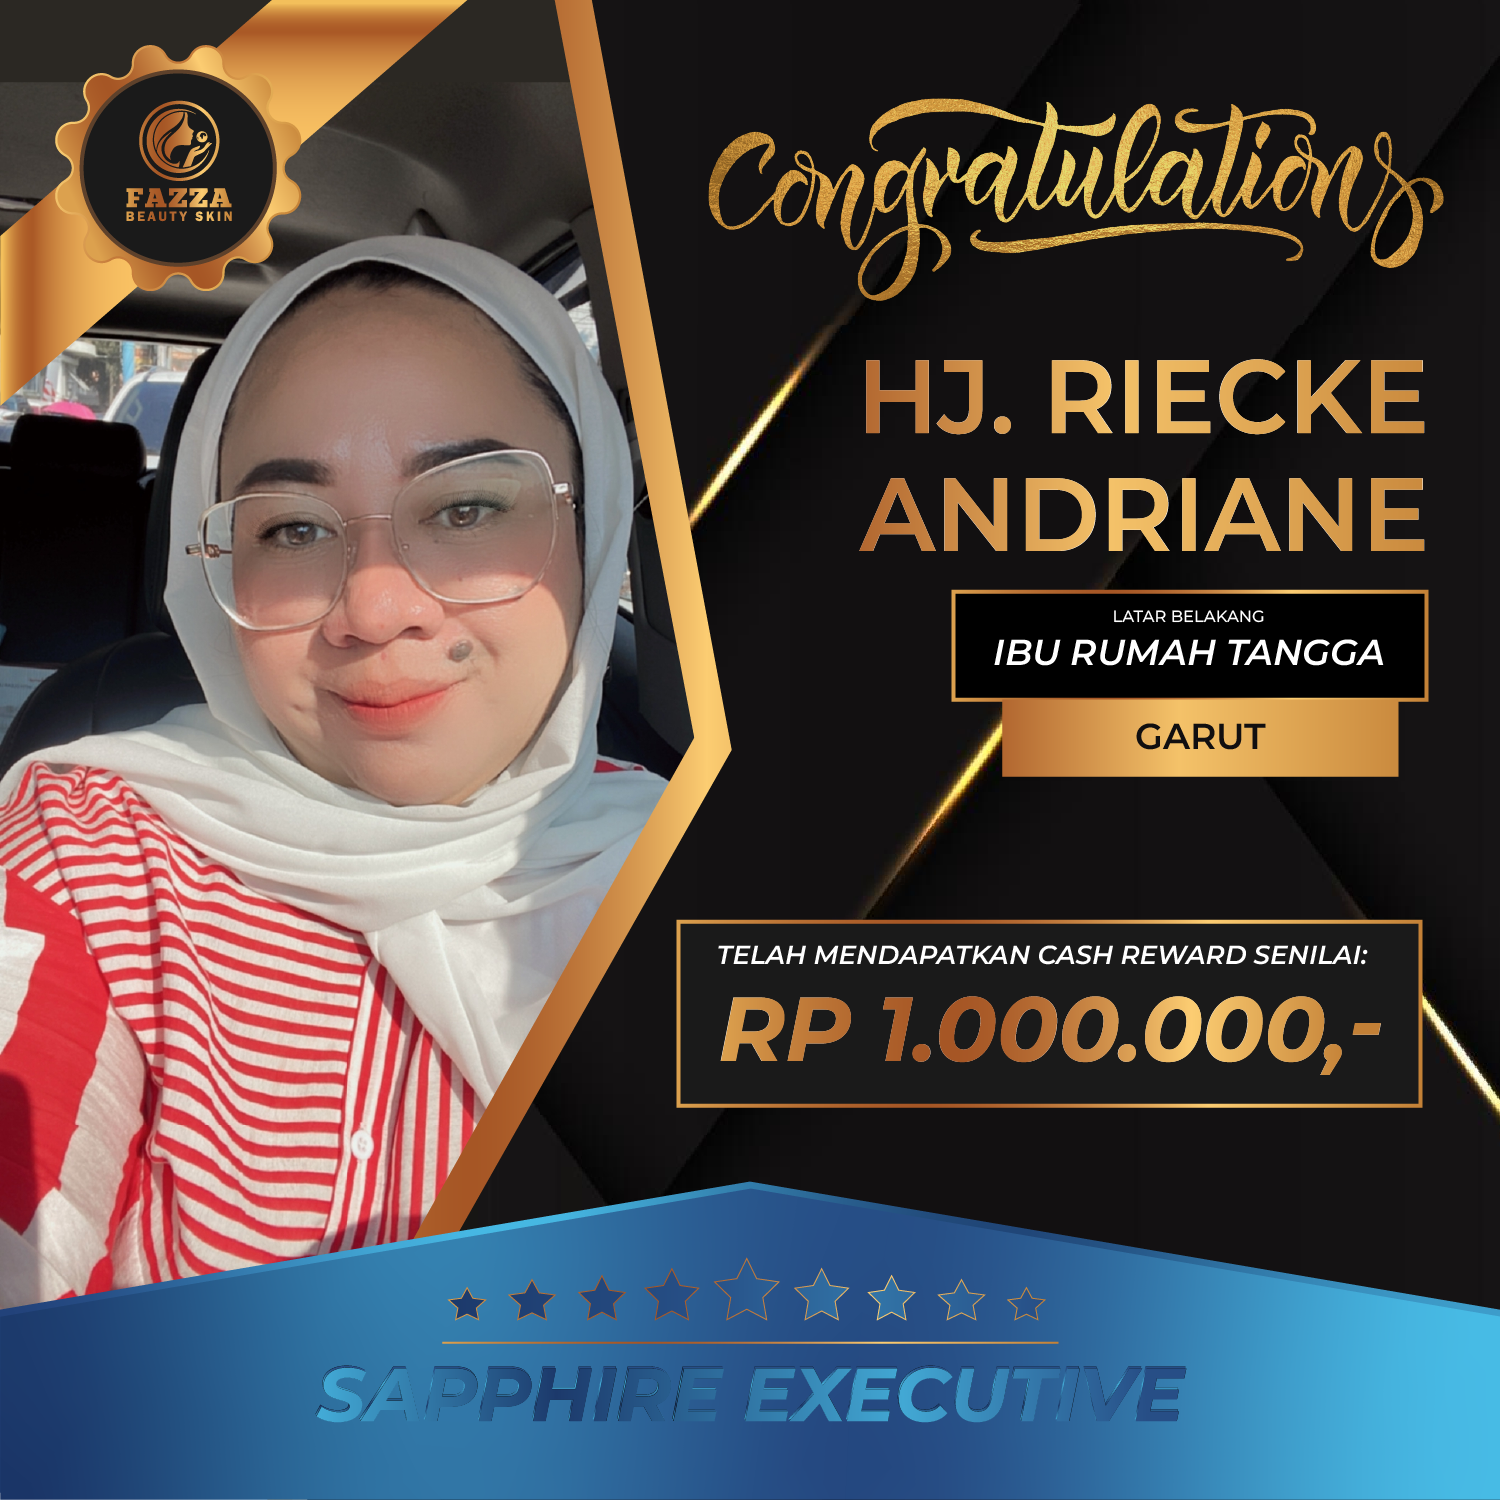 FAZZA
BEAUTY SKIN
Congratulations
HJ. RIECKE
ANDRIANE
LATAR BELAKANG
IBU RUMAH TANGGA
GARUT
TELAH MENDAPATKAN CASH REWARD SENILAI:
RP 1.000.000,-
SAPPHIRE EXECUTIVE